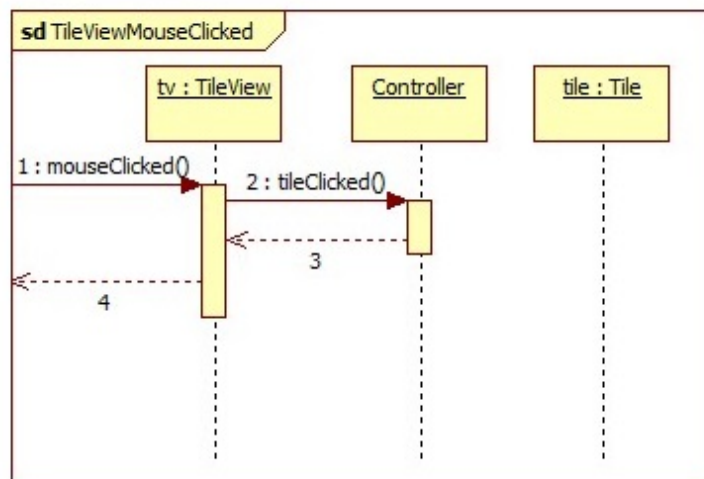 sd TileViewMouseClicked
tv : TileView
Controller
tile : Tile
1 : mouseClicked()
2 : tileClicked()
3
4